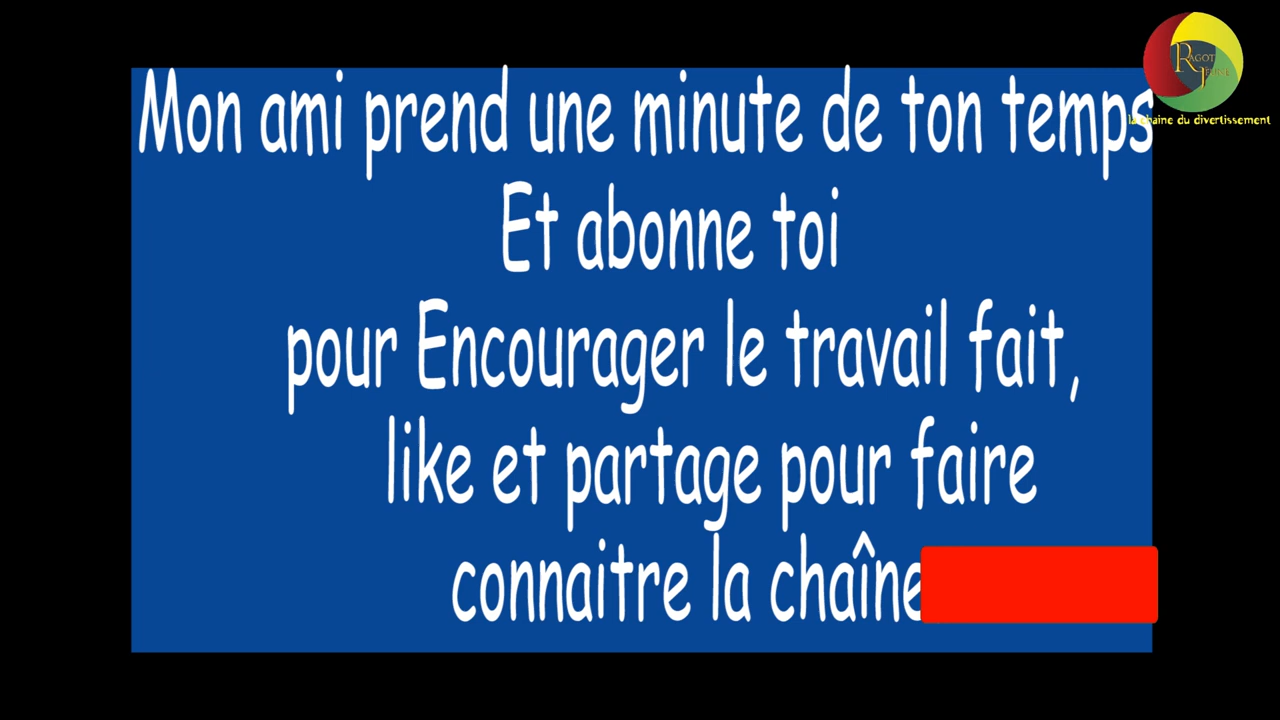 Mon ami prend une minute de ton temps
Et abonne toi
pour Encourager le travail fait,
like et partage pour faire
connaitre la chaîne
RAGOT
la chaine du divertissement